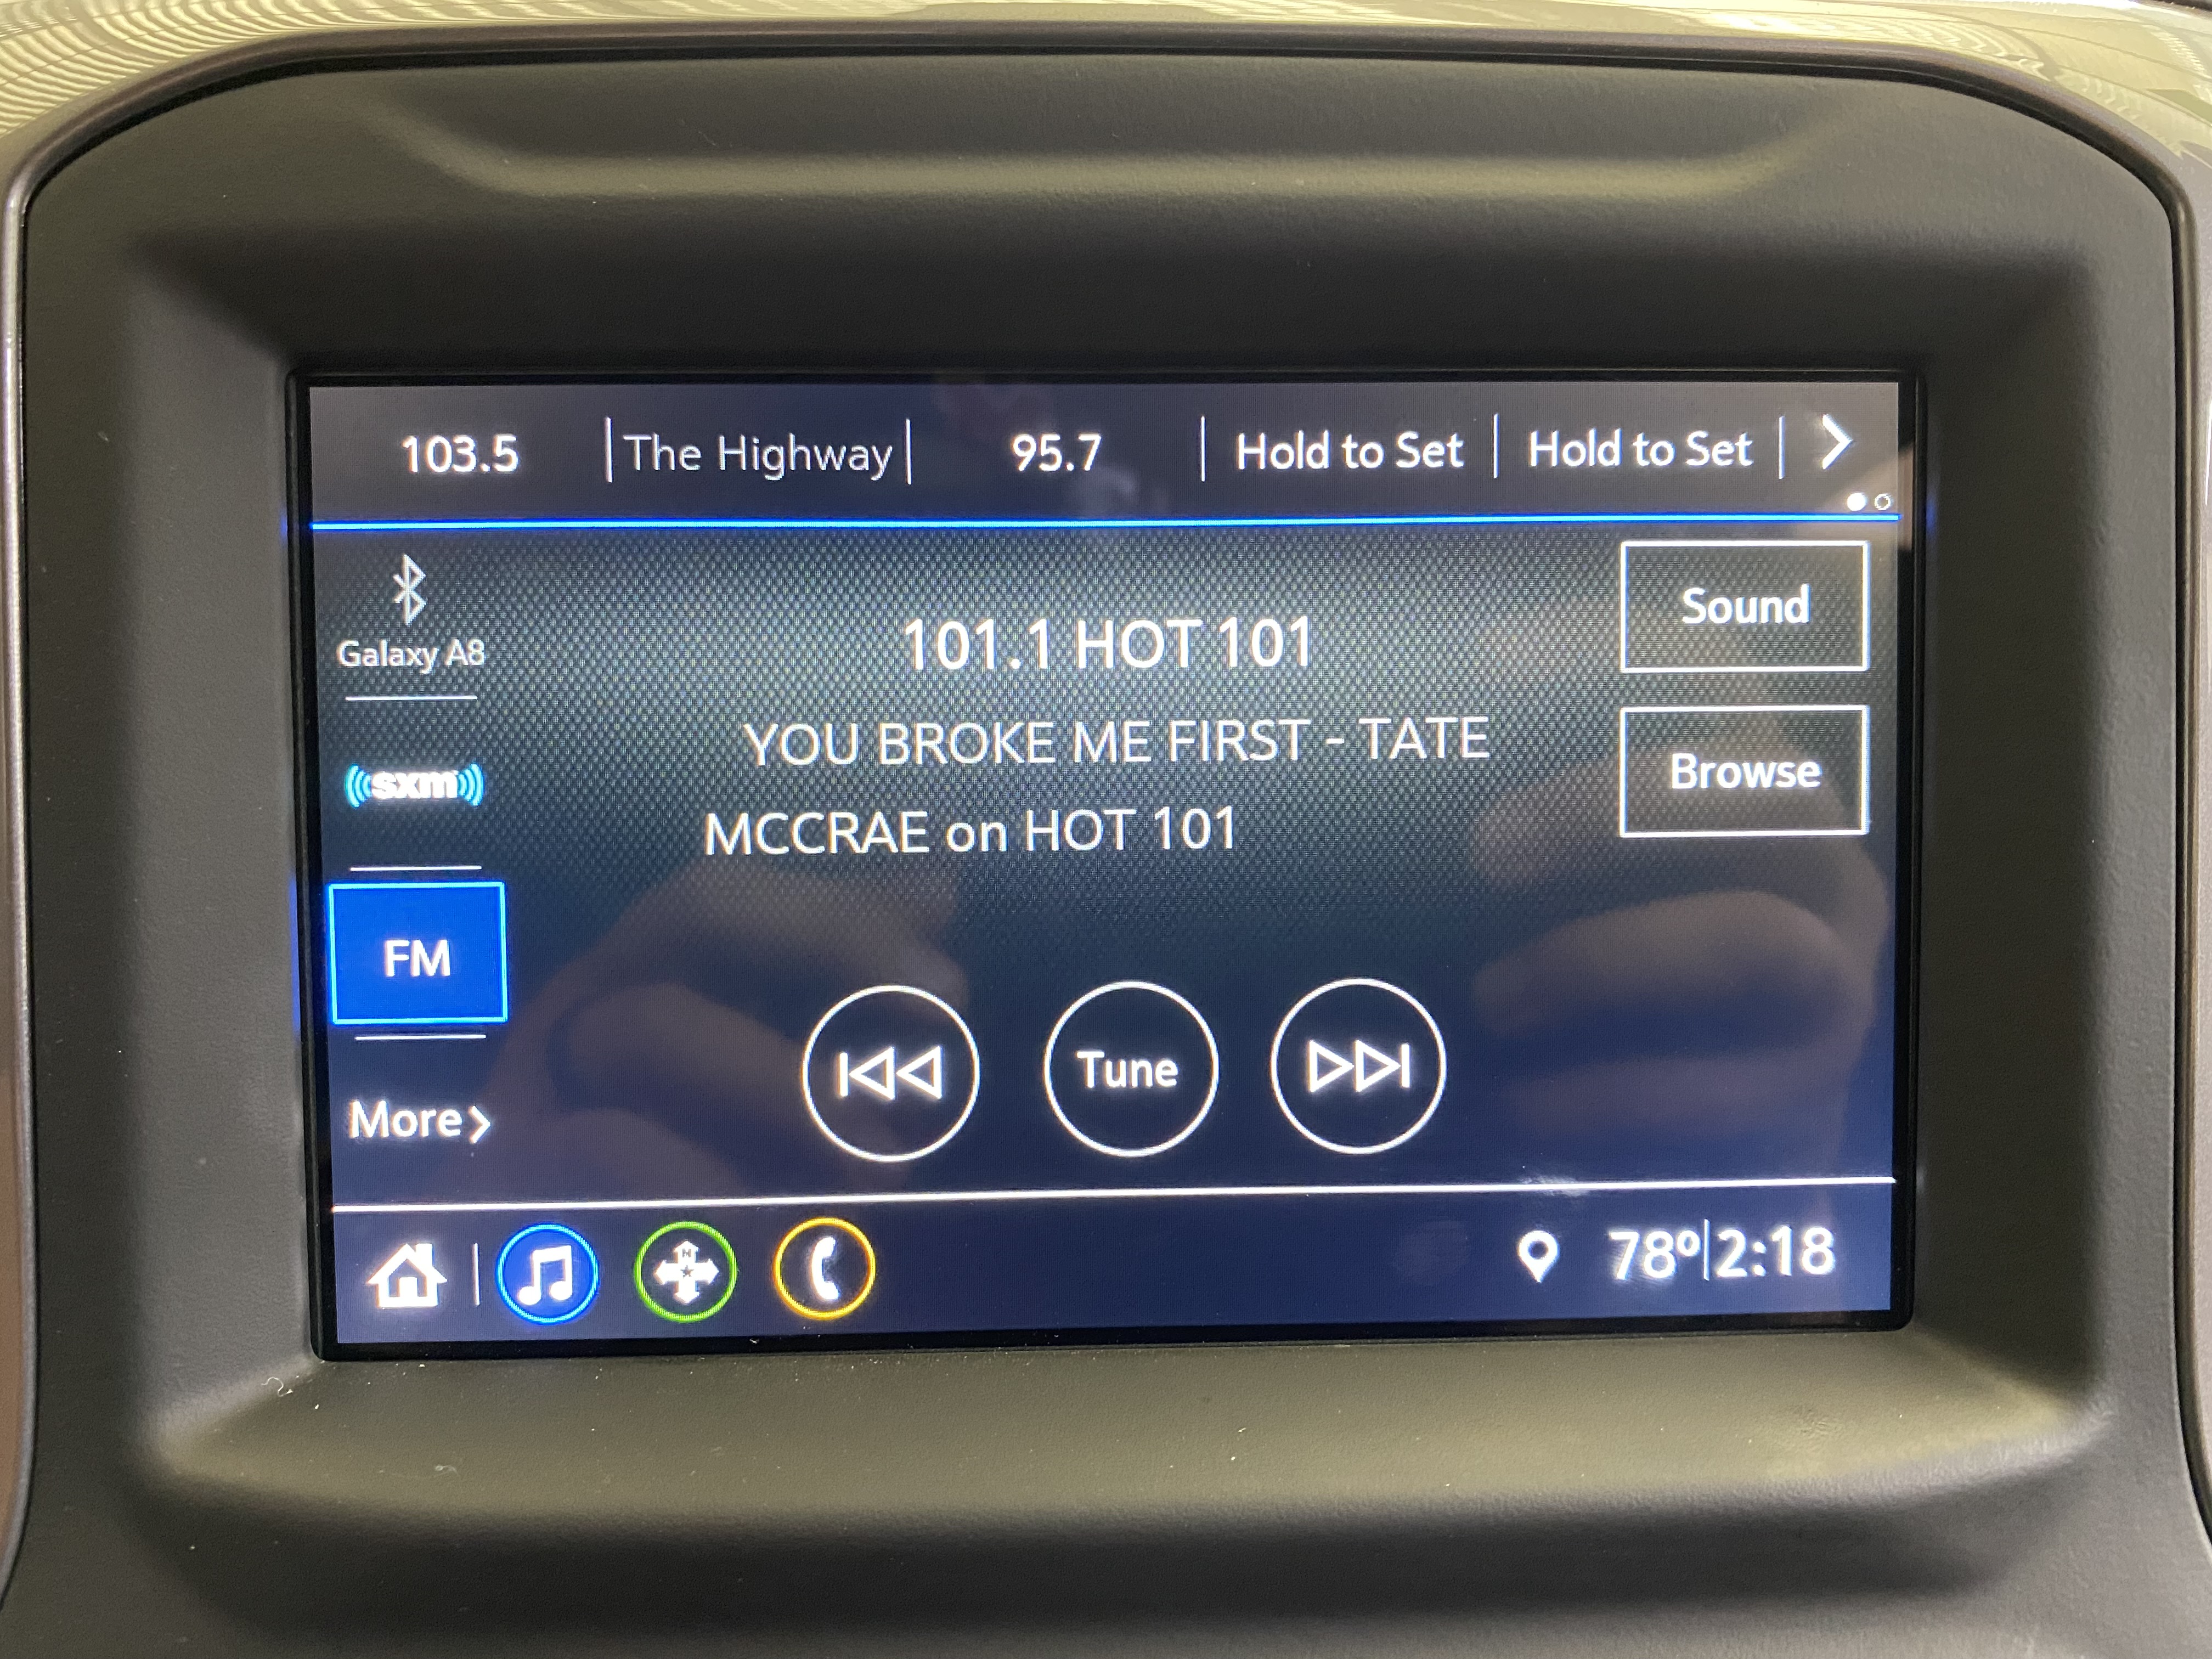 103.5 The Highway 95.7 Hold to Set Hold to Set
Galaxy A8
sxm
FM
More
101.1 HOT 101
YOU BROKE ME FIRST - TATE
MCCRAE on HOT 101
Sound
Browse
Tune
N
78° 2:18